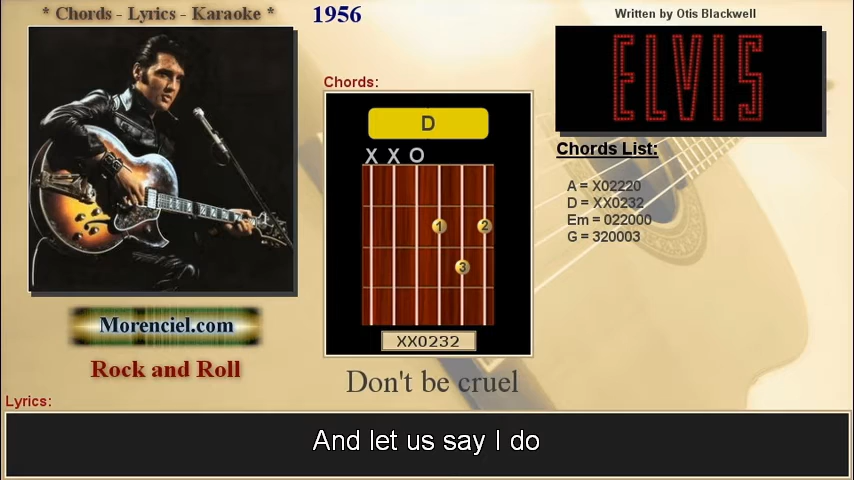 * Chords - Lyrics - Karaoke *
1956
Written by Otis Blackwell
ELVIS
Chords:
D
X X O
1 2
3
XX0232
Chords List:
A = X02220
D = XX0232
Em = 022000
G = 320003
Morenciel.com
Rock and Roll
Don't be cruel
Lyrics:
And let us say I do